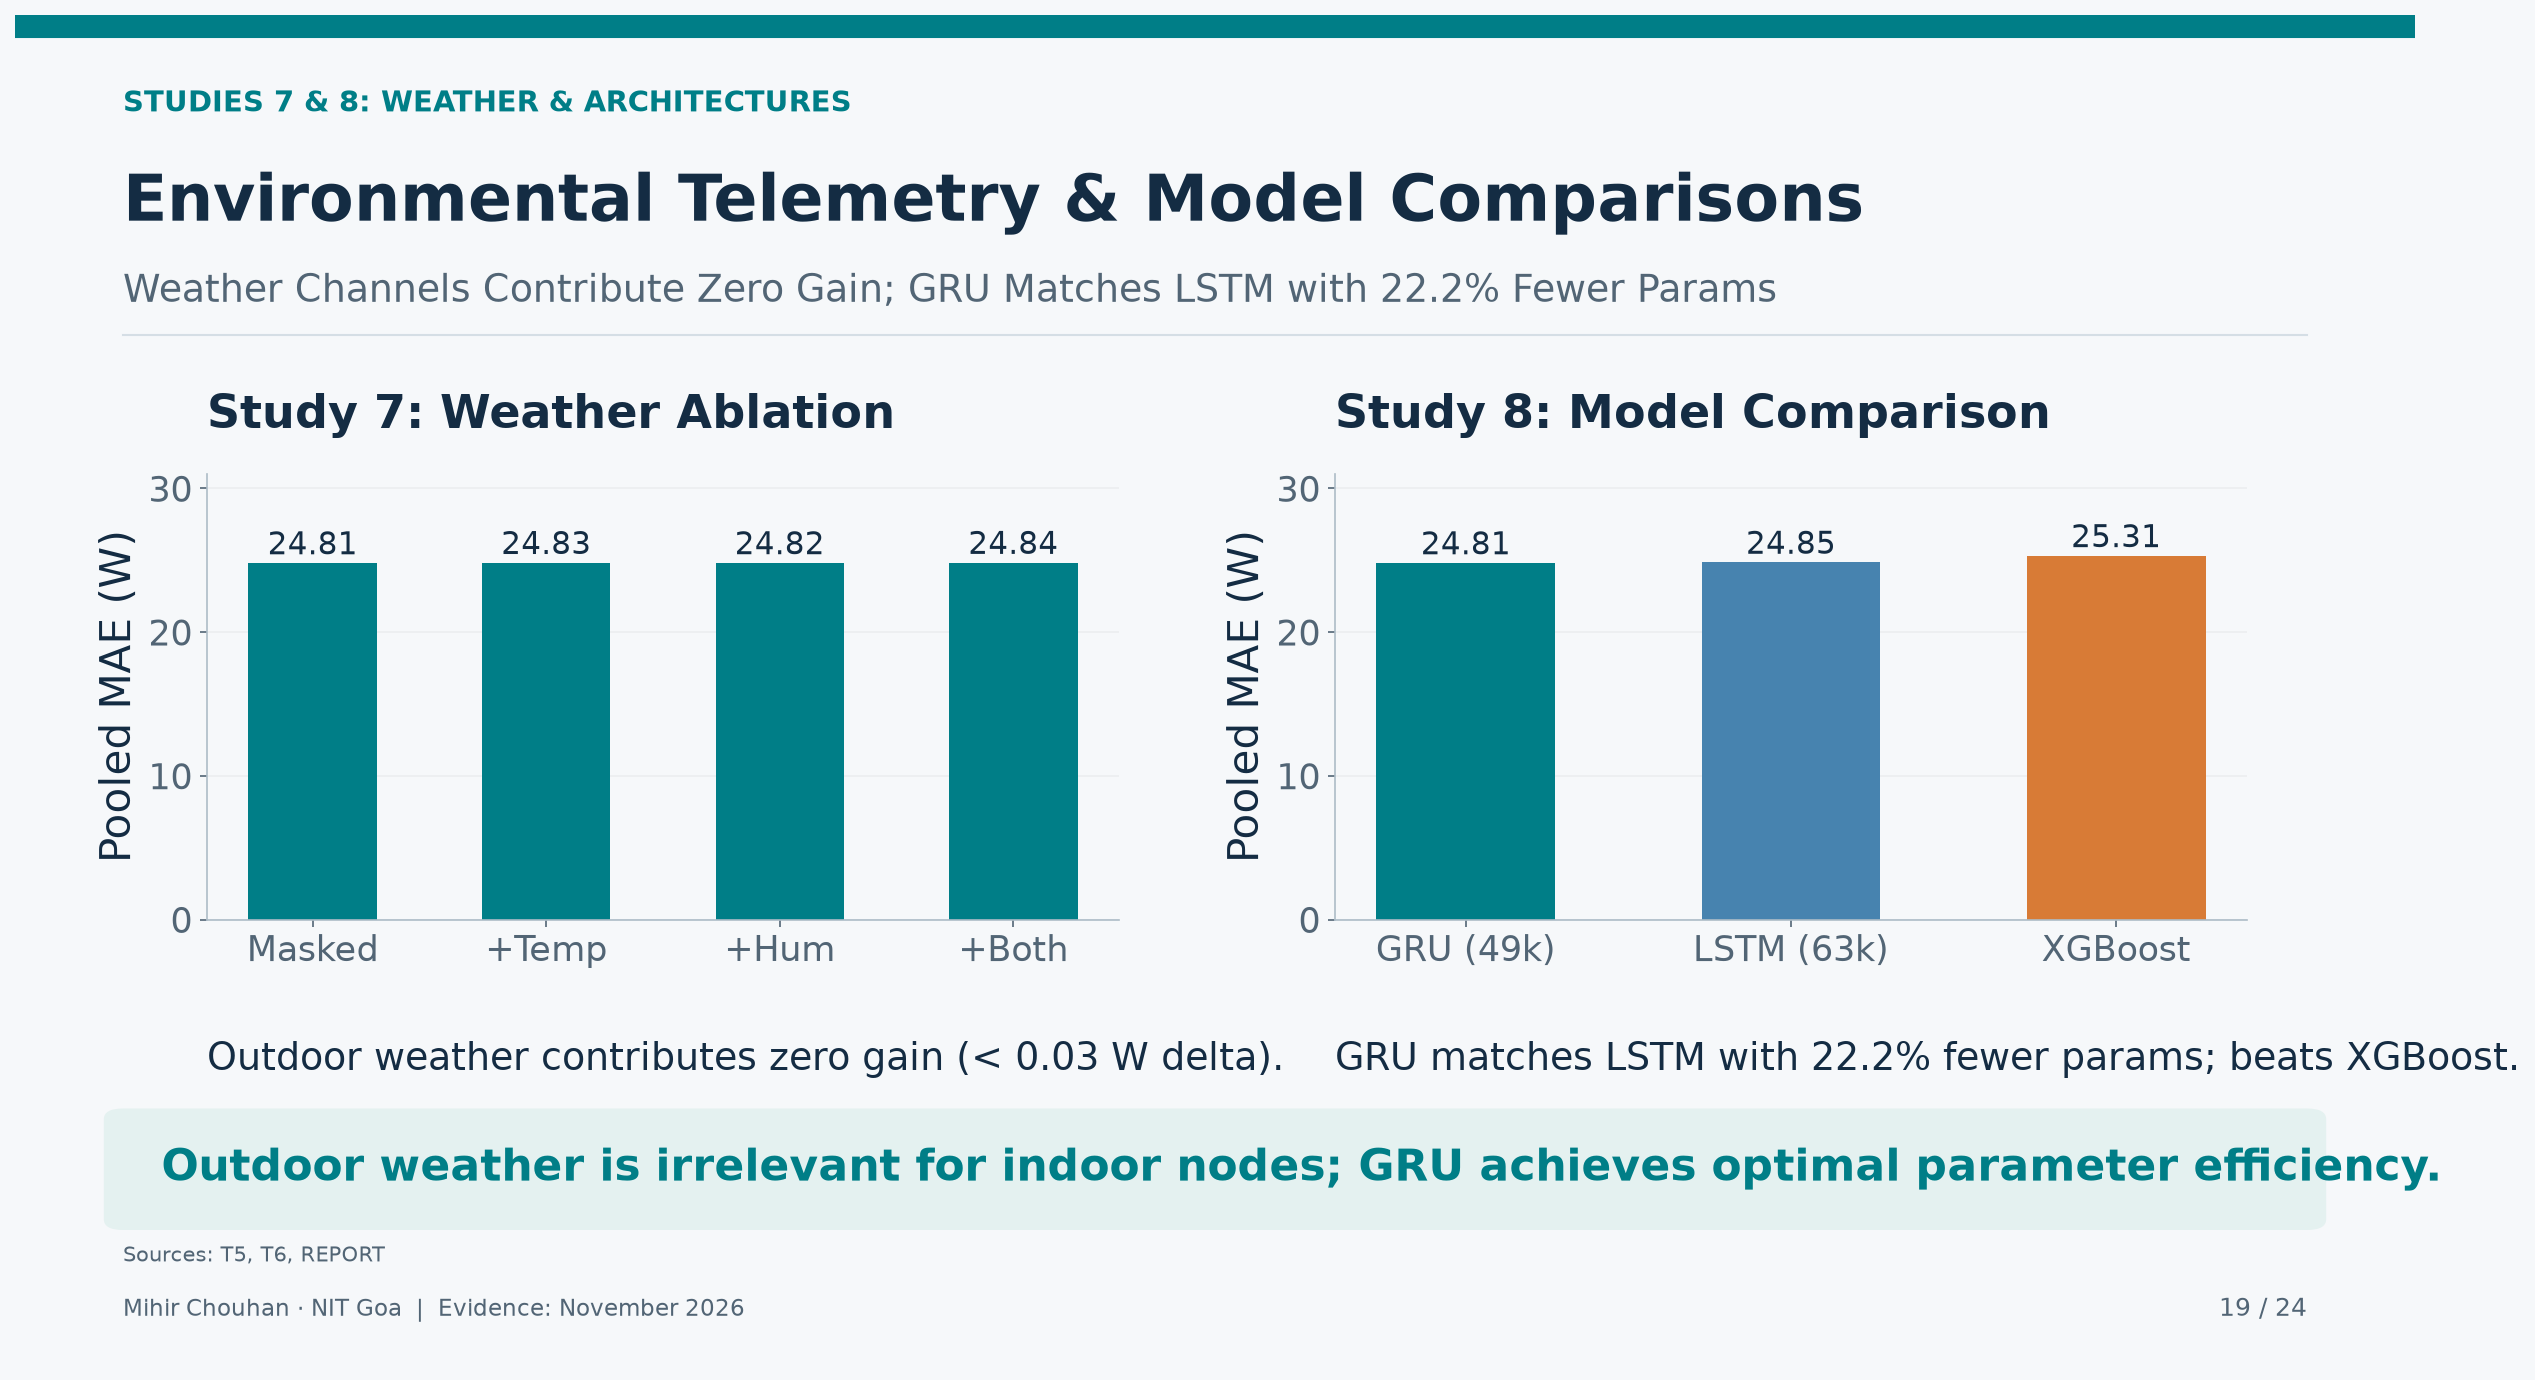 STUDIES 7 & 8: WEATHER & ARCHITECTURES
Environmental Telemetry & Model Comparisons
Weather Channels Contribute Zero Gain; GRU Matches LSTM with 22.2% Fewer Params
Study 7: Weather Ablation
Pooled MAE (W)
30
20
10
0
24.81
24.83
24.82
24.84
Masked
+Temp
+Hum
+Both
Outdoor weather contributes zero gain (< 0.03 W delta).
Study 8: Model Comparison
Pooled MAE (W)
30
20
10
0
24.81
24.85
25.31
GRU (49k)
LSTM (63k)
XGBoost
GRU matches LSTM with 22.2% fewer params; beats XGBoost.
Outdoor weather is irrelevant for indoor nodes; GRU achieves optimal parameter efficiency.
Sources: T5, T6, REPORT
Mihir Chouhan · NIT Goa | Evidence: November 2026
19 / 24